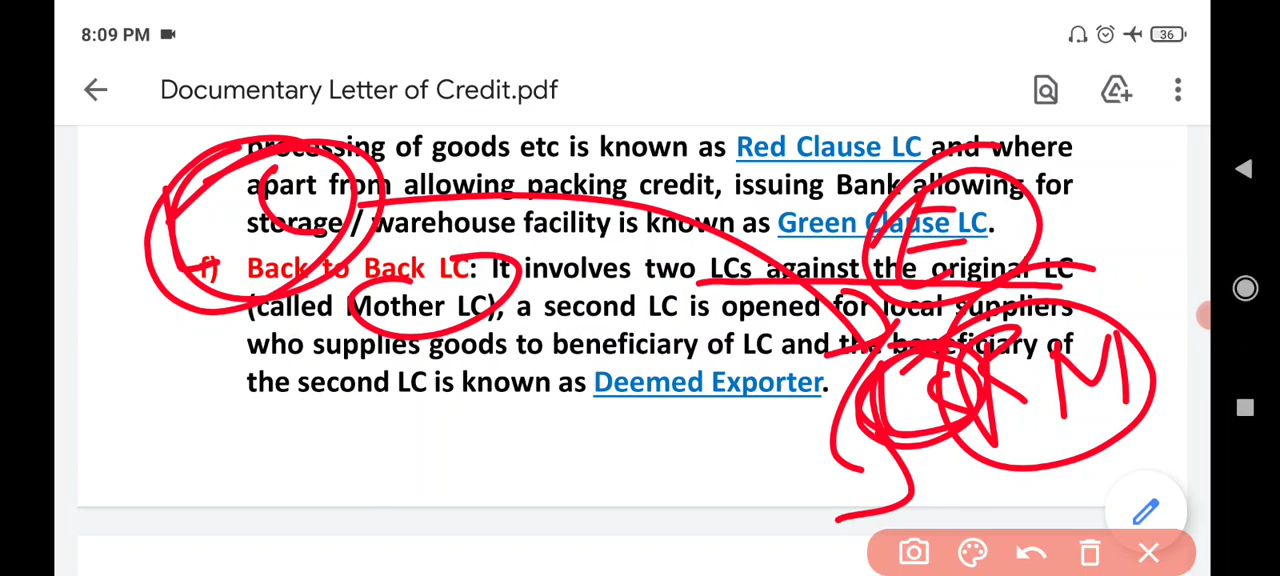 8:09 PM
36
Documentary Letter of Credit.pdf
processing of goods etc is known as Red Clause LC and where
apart from allowing packing credit, issuing Bank allowing for
storage/ warehouse facility is known as Green Clause LC.
f) Back to Back LC: It involves two LCs against the original LC
(called Mother LC), a second LC is opened for local suppliers
who supplies goods to beneficiary of LC and the beneficiary of
the second LC is known as Deemed Exporter.
E
RM